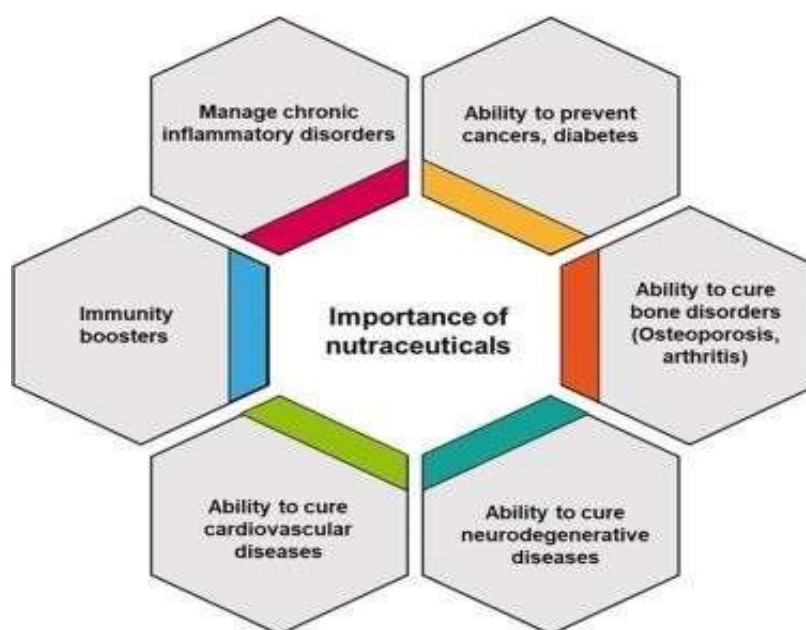 Manage chronic
inflammatory disorders
Ability to prevent
cancers, diabetes
Immunity
boosters
Importance of
nutraceuticals
Ability to cure
bone disorders
(Osteoporosis,
arthritis)
Ability to cure
cardiovascular
diseases
Ability to cure
neurodegenerative
diseases